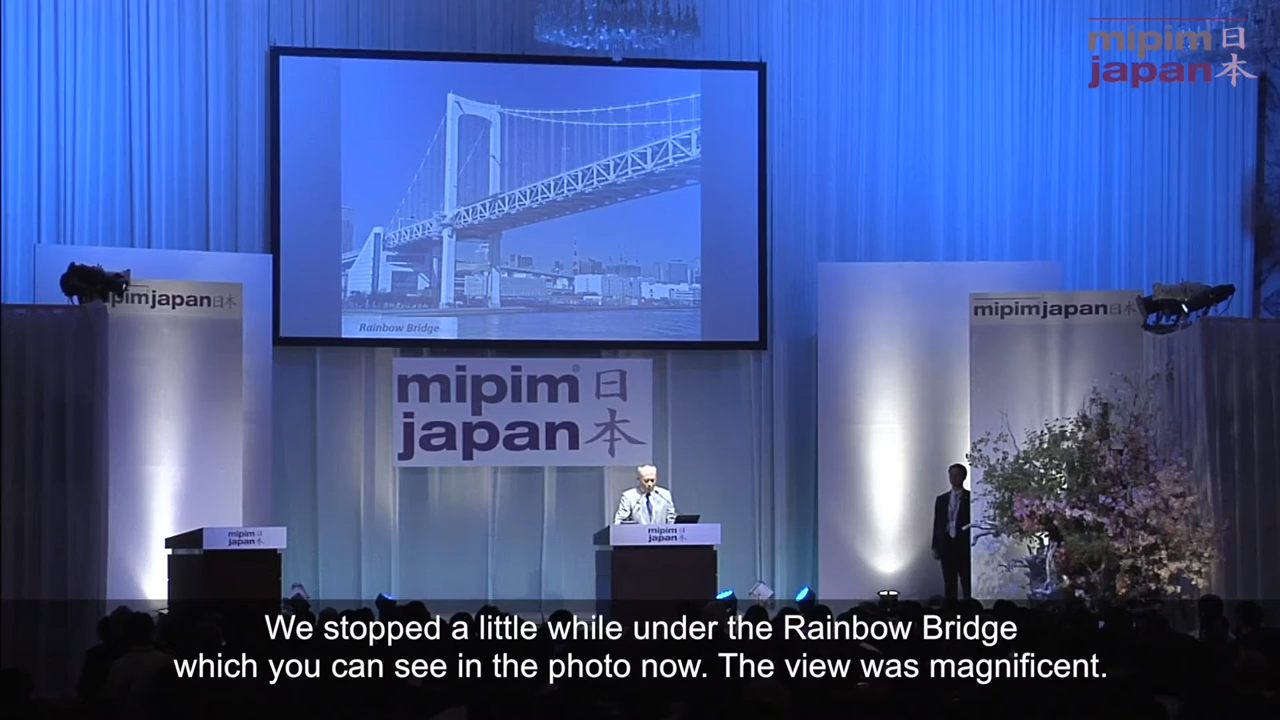 mipim 日
japan 本
Rainbow Bridge
pimjapan日本
mipimjapan日本
mipim® 日
japan 本
mipim 日
japan 本
mipim 日
japan 本
We stopped a little while under the Rainbow Bridge
which you can see in the photo now. The view was magnificent.